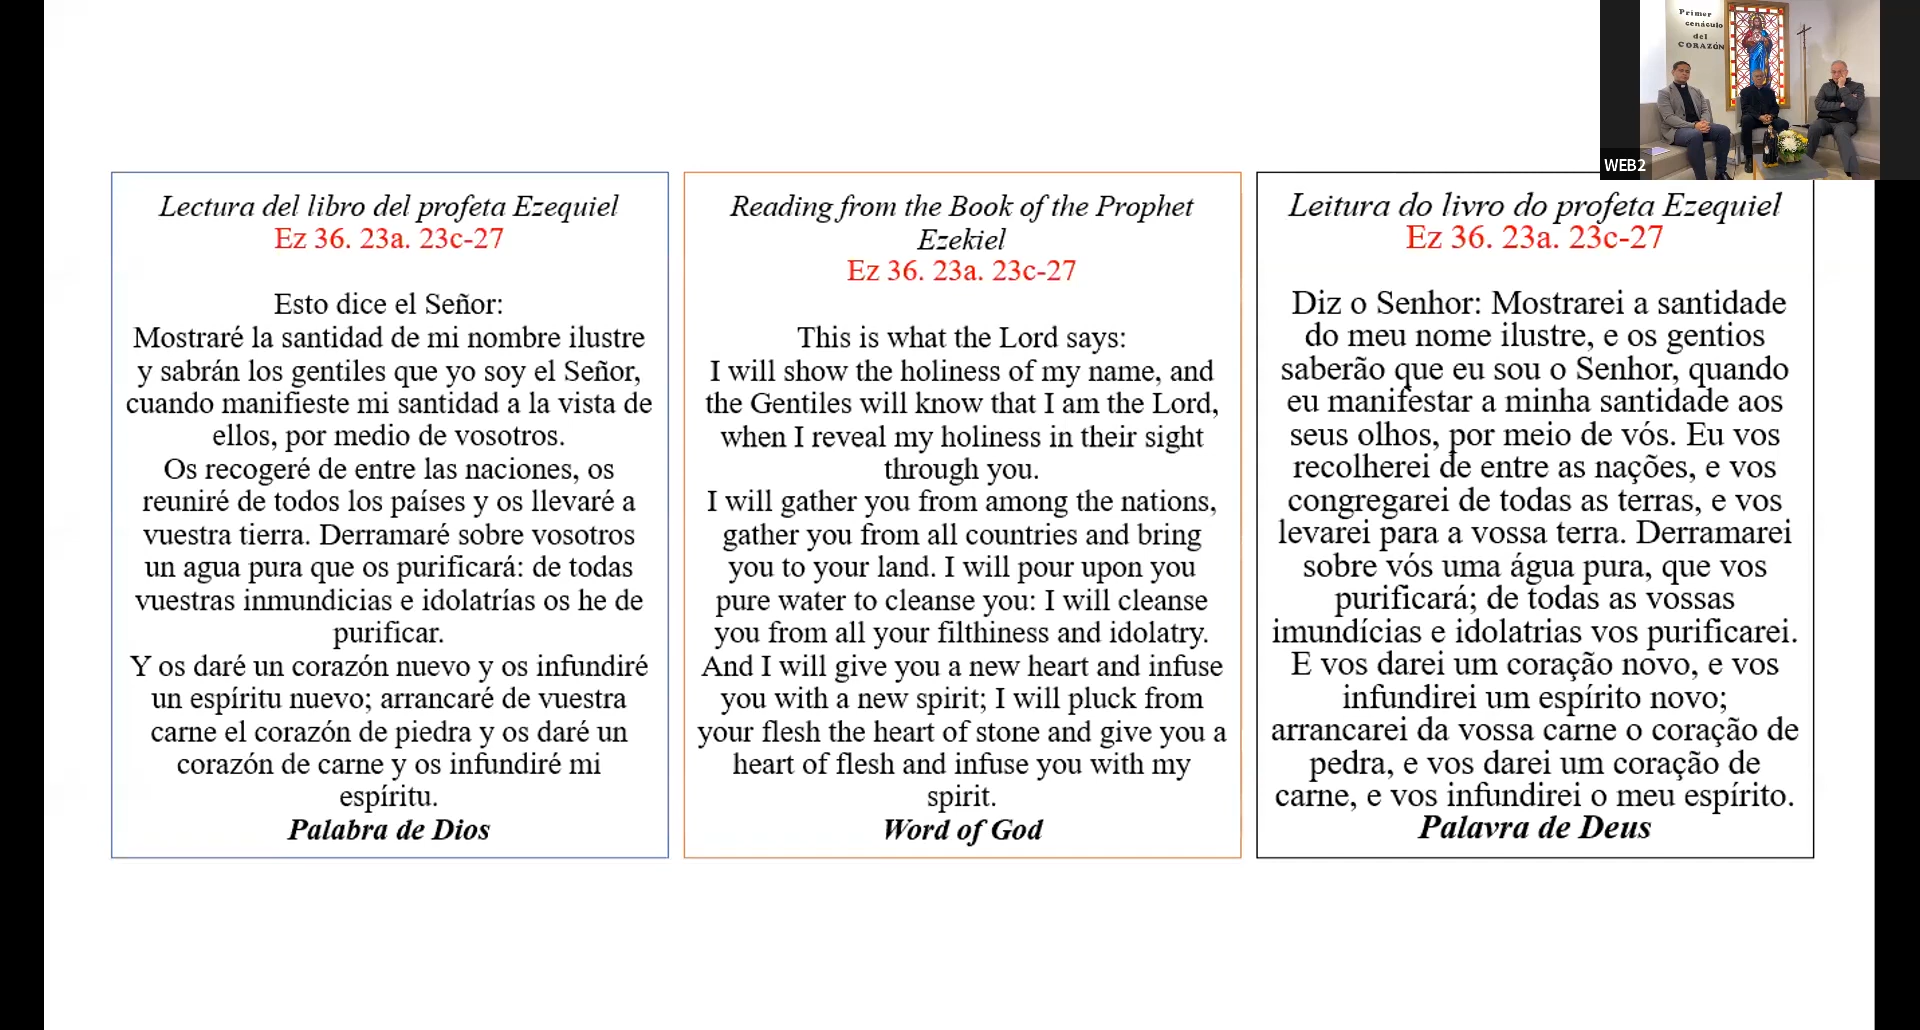 Primer
cenáculo
del
CORAZÓN
WEB2
Lectura del libro del profeta Ezequiel
Ez 36. 23a. 23c-27
Esto dice el Señor:
Mostraré la santidad de mi nombre ilustre
y sabrán los gentiles que yo soy el Señor,
cuando manifieste mi santidad a la vista de
ellos, por medio de vosotros.
Os recogeré de entre las naciones, os
reuniré de todos los países y os llevaré a
vuestra tierra. Derramaré sobre vosotros
un agua pura que os purificará: de todas
vuestras inmundicias e idolatrías os he de
purificar.
Y os daré un corazón nuevo y os infundiré
un espíritu nuevo; arrancaré de vuestra
carne el corazón de piedra y os daré un
corazón de carne y os infundiré mi
espíritu.
Palabra de Dios
Reading from the Book of the Prophet
Ezekiel
Ez 36. 23a. 23c-27
This is what the Lord says:
I will show the holiness of my name, and
the Gentiles will know that I am the Lord,
when I reveal my holiness in their sight
through you.
I will gather you from among the nations,
gather you from all countries and bring
you to your land. I will pour upon you
pure water to cleanse you: I will cleanse
you from all your filthiness and idolatry.
And I will give you a new heart and infuse
you with a new spirit; I will pluck from
your flesh the heart of stone and give you a
heart of flesh and infuse you with my
spirit.
Word of God
Leitura do livro do profeta Ezequiel
Ez 36. 23a. 23c-27
Diz o Senhor: Mostrarei a santidade
do meu nome ilustre, e os gentios
saberão que eu sou o Senhor, quando
eu manifestar a minha santidade aos
seus olhos, por meio de vós. Eu vos
recolherei de entre as nações, e vos
congregarei de todas as terras, e vos
levarei para a vossa terra. Derramarei
sobre vós uma água pura, que vos
purificará; de todas as vossas
imundícias e idolatrias vos purificarei.
E vos darei um coração novo, e vos
infundirei um espírito novo;
arrancarei da vossa carne o coração de
pedra, e vos darei um coração de
carne, e vos infundirei o meu espírito.
Palavra de Deus